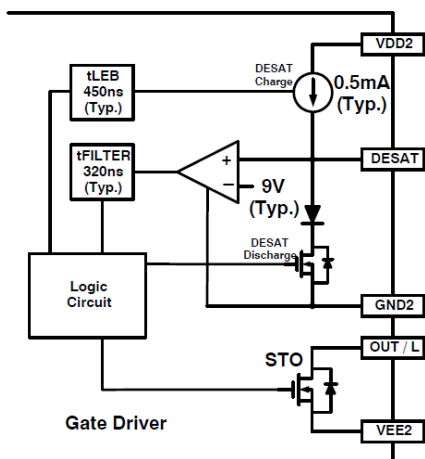 VDD2
tLEB
450ns
(Typ.)
DESAT
Charge
0.5mA
(Typ.)
tFILTER
320ns
(Typ.)
+
−
9V
(Typ.)
DESAT
DESAT
Discharge
Logic
Circuit
GND2
OUT / L
STO
Gate Driver
VEE2